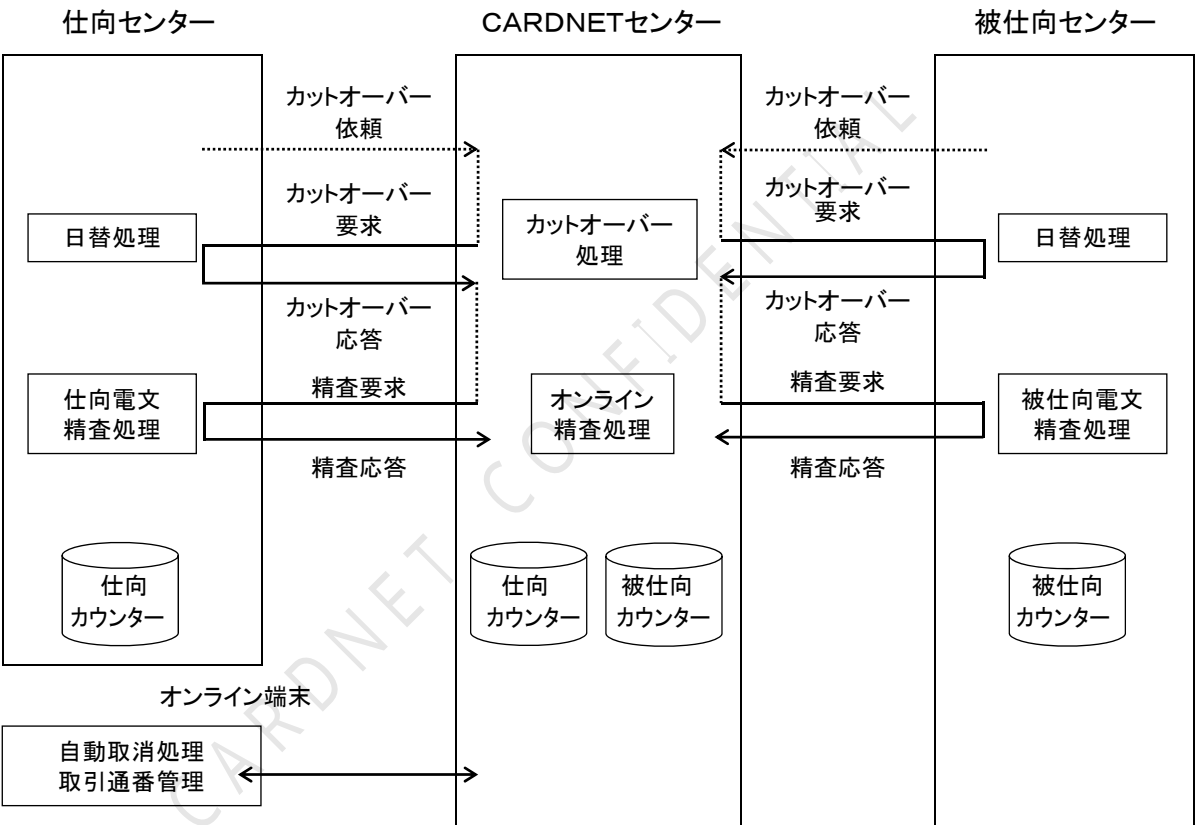 仕向センター
CARDNETセンター
被仕向センター
カットオーバー
依頼
カットオーバー
依頼
カットオーバー
要求
カットオーバー
要求
日替処理
カットオーバー
処理
日替処理
カットオーバー
応答
カットオーバー
応答
精査要求
精査要求
仕向電文
精査処理
オンライン
精査処理
被仕向電文
精査処理
精査応答
精査応答
仕向
カウンター
仕向
カウンター
被仕向
カウンター
被仕向
カウンター
オンライン端末
自動取消処理
取引通番管理
CARDNET CONFIDENTIAL